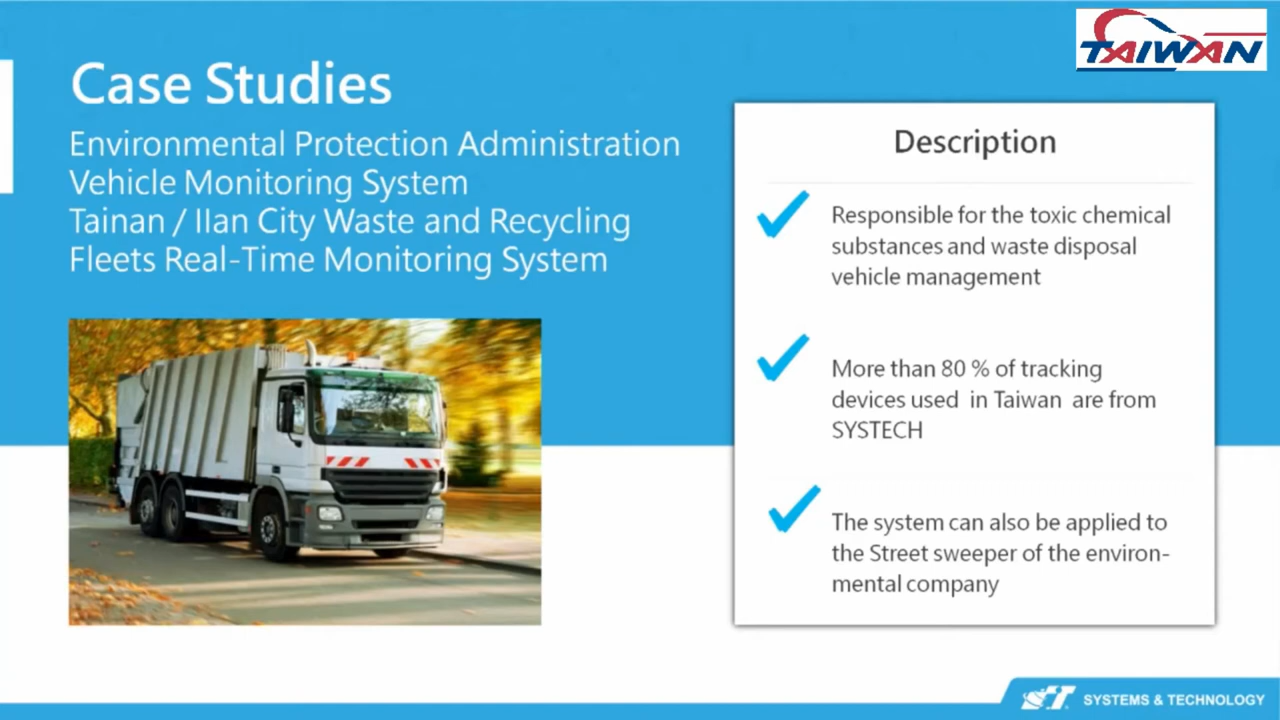 TAIWAN
Case Studies
Environmental Protection Administration
Vehicle Monitoring System
Tainan / IIan City Waste and Recycling
Fleets Real-Time Monitoring System
Description
Responsible for the toxic chemical
substances and waste disposal
vehicle management
More than 80 % of tracking
devices used in Taiwan are from
SYSTECH
The system can also be applied to
the Street sweeper of the environ-
mental company
SYSTEMS & TECHNOLOGY